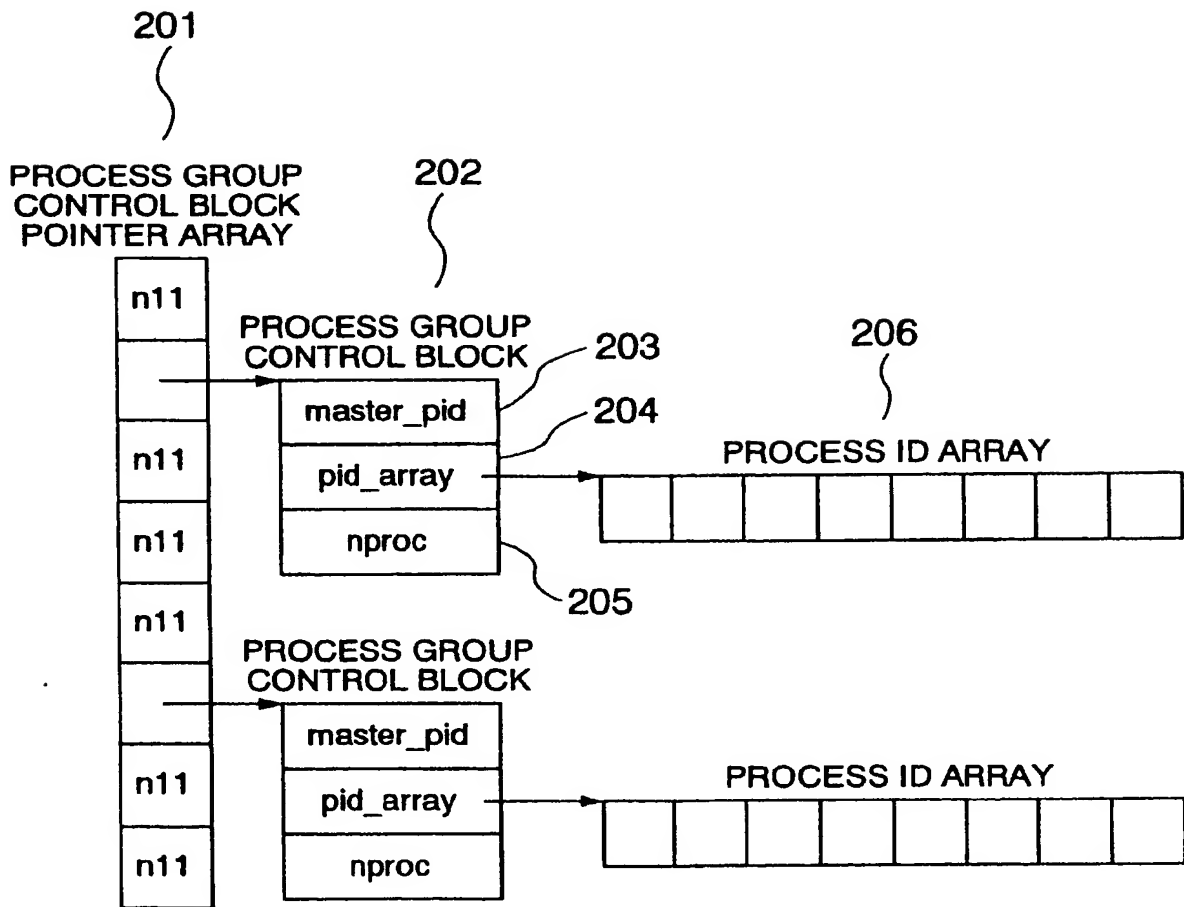 201
PROCESS GROUP
CONTROL BLOCK
POINTER ARRAY
n11
n11
n11
n11
n11
n11
202
PROCESS GROUP
CONTROL BLOCK
master_pid
pid_array
nproc
203
204
205
206
PROCESS ID ARRAY
PROCESS GROUP
CONTROL BLOCK
master_pid
pid_array
nproc
PROCESS ID ARRAY